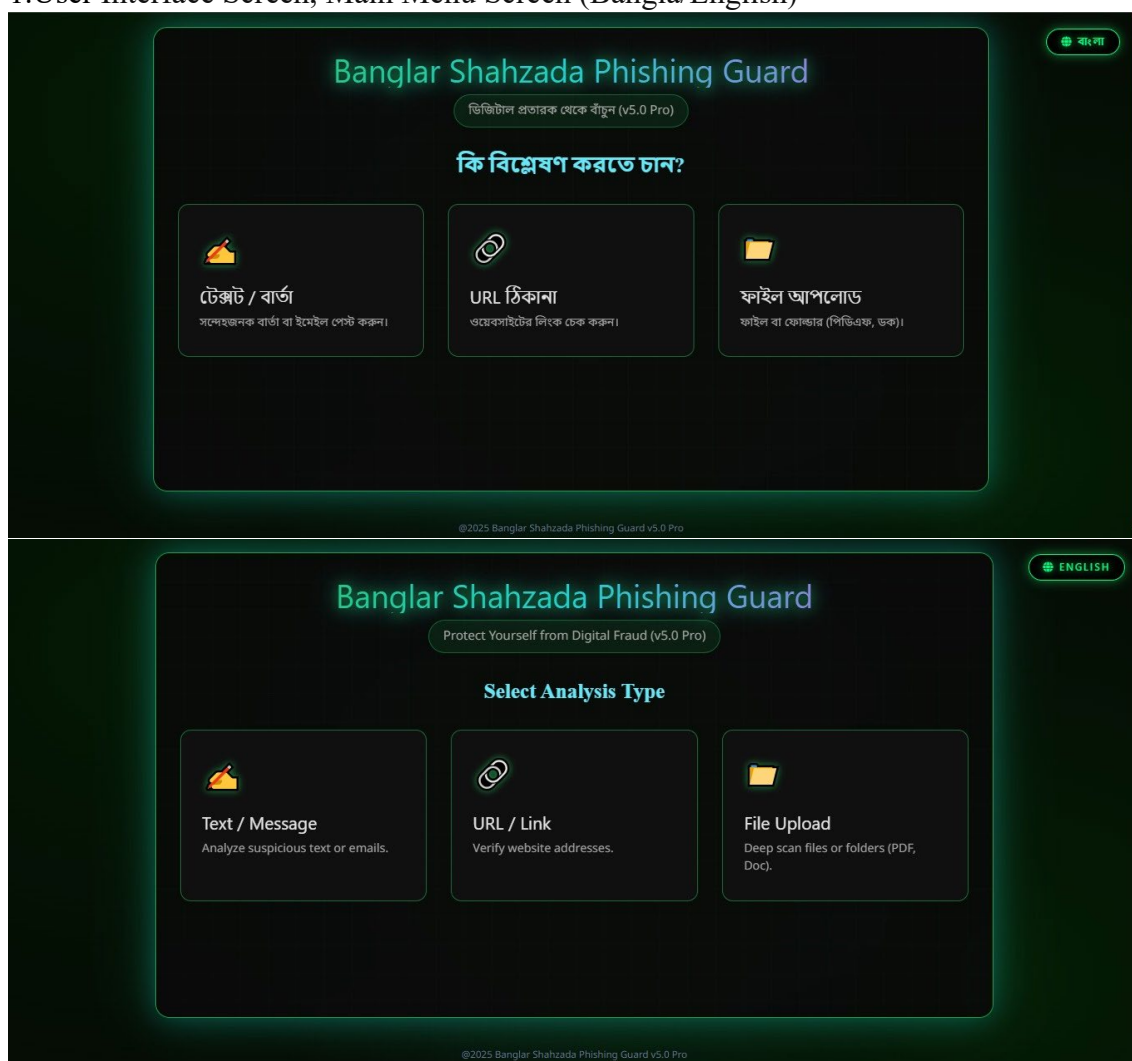 1.User Interface Screen, Main Menu Screen (Bangla/English)
বাংলা
Banglar Shahzada Phishing Guard
ডিজিটাল প্রতারক থেকে বাঁচুন (v5.0 Pro)
কি বিশ্লেষণ করতে চান?
টেক্সট / বার্তা
সন্দেহজনক বার্তা বা ইমেইল পেস্ট করুন।
URL ঠিকানা
ওয়েবসাইটের লিংক চেক করুন।
ফাইল আপলোড
ফাইল বা ফোল্ডার (পিডিএফ, ডক)।
@2025 Banglar Shahzada Phishing Guard v5.0 Pro
ENGLISH
Banglar Shahzada Phishing Guard
Protect Yourself from Digital Fraud (v5.0 Pro)
Select Analysis Type
Text / Message
Analyze suspicious text or emails.
URL / Link
Verify website addresses.
File Upload
Deep scan files or folders (PDF,
Doc).
@2025 Banglar Shahzada Phishing Guard v5.0 Pro